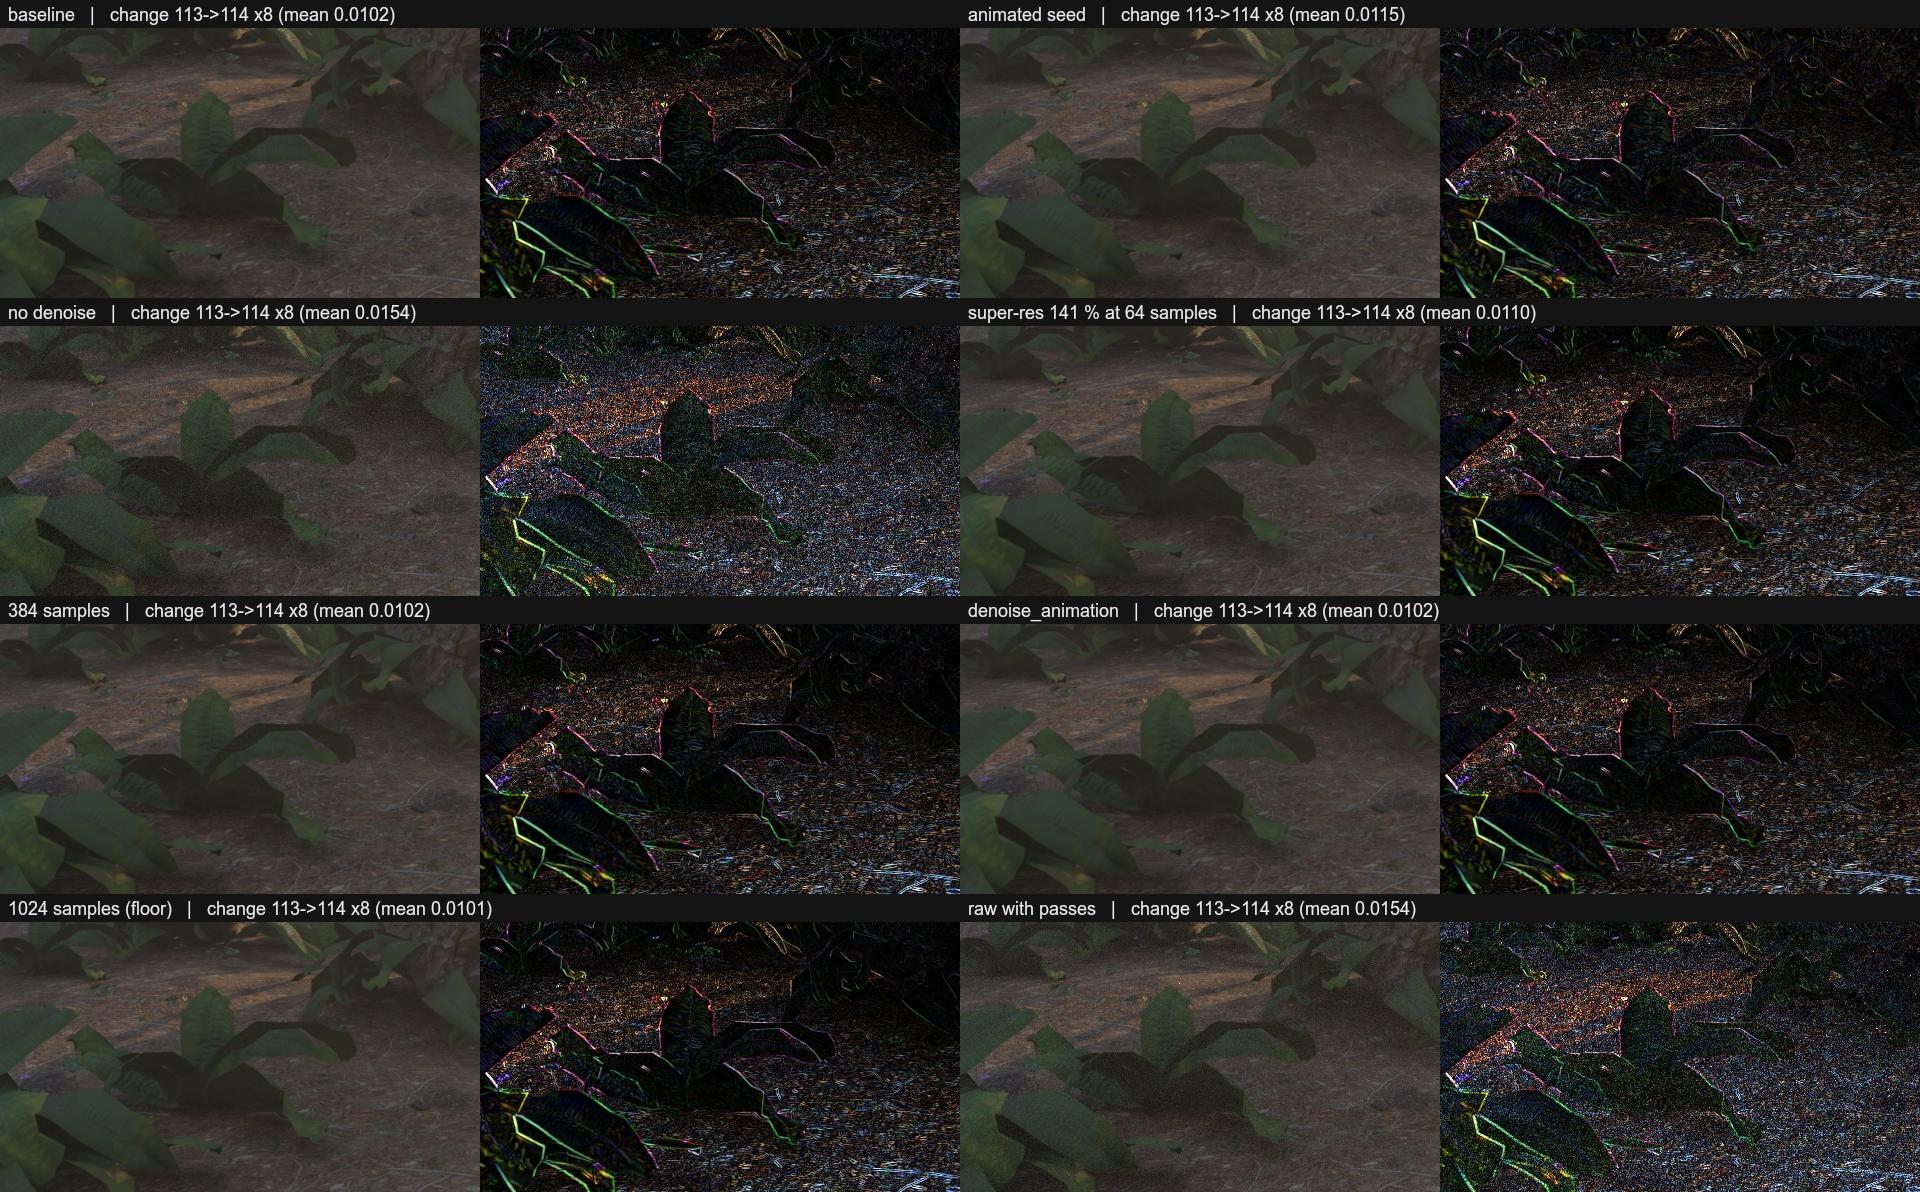 baseline | change 113->114 x8 (mean 0.0102)
animated seed | change 113->114 x8 (mean 0.0115)
no denoise | change 113->114 x8 (mean 0.0154)
super-res 141 % at 64 samples | change 113->114 x8 (mean 0.0110)
384 samples | change 113->114 x8 (mean 0.0102)
denoise_animation | change 113->114 x8 (mean 0.0102)
1024 samples (floor) | change 113->114 x8 (mean 0.0101)
raw with passes | change 113->114 x8 (mean 0.0154)